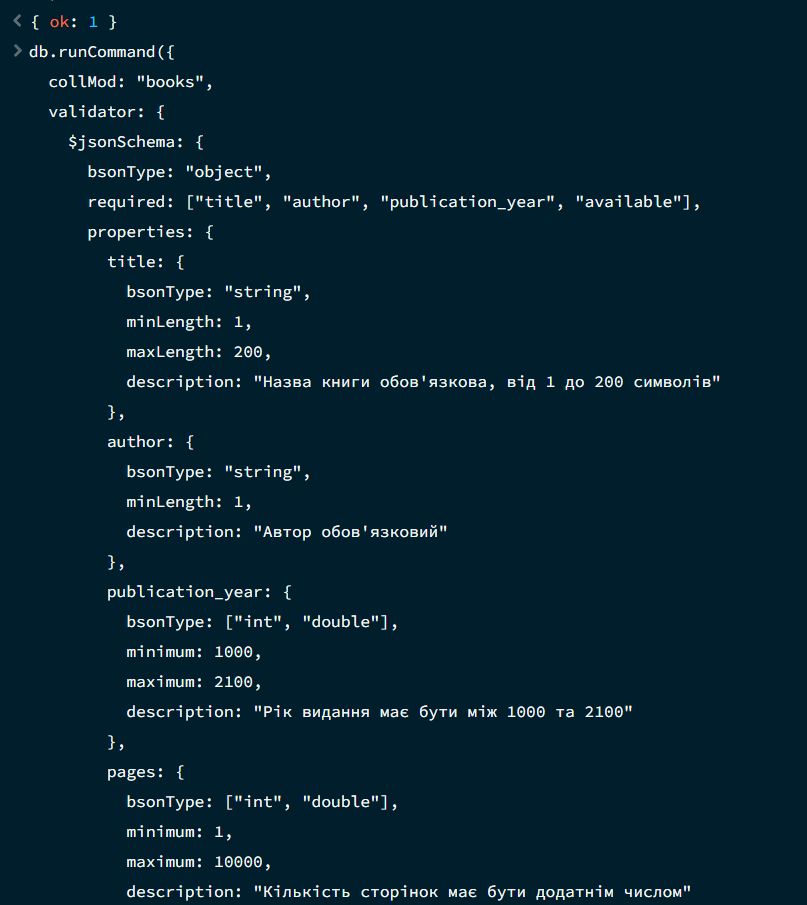 { ok: 1 }
db.runCommand({
collMod: "books",
validator: {
$jsonSchema: {
bsonType: "object",
required: ["title", "author", "publication_year", "available"],
properties: {
title: {
bsonType: "string",
minLength: 1,
maxLength: 200,
description: "Назва книги обов'язкова, від 1 до 200 символів"
},
author: {
bsonType: "string",
minLength: 1,
description: "Автор обов'язковий"
},
publication_year: {
bsonType: ["int", "double"],
minimum: 1000,
maximum: 2100,
description: "Рік видання має бути між 1000 та 2100"
},
pages: {
bsonType: ["int", "double"],
minimum: 1,
maximum: 10000,
description: "Кількість сторінок має бути додатнім числом"